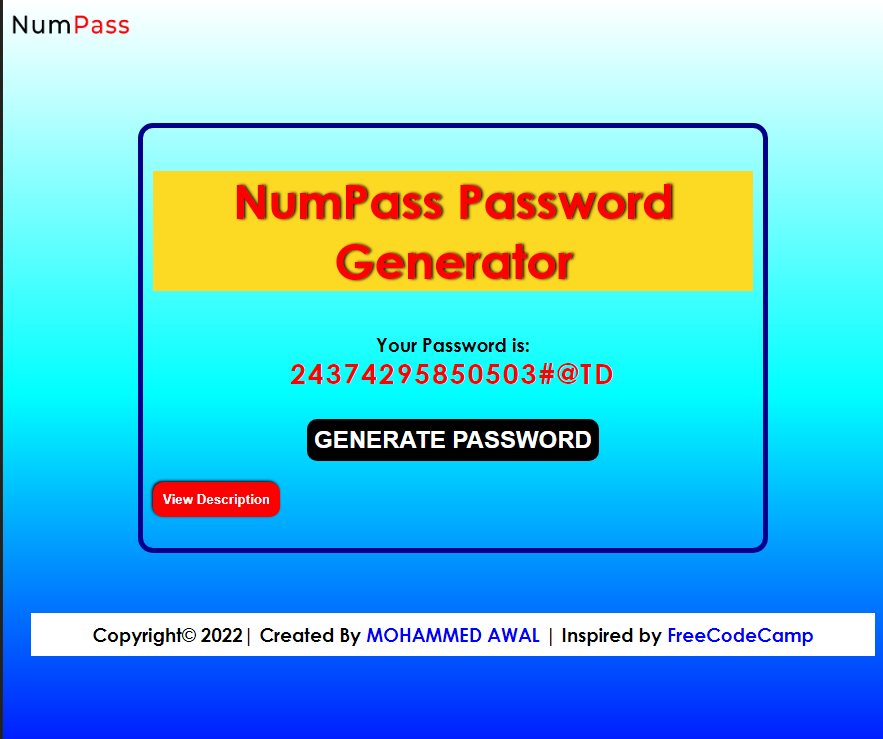 NumPass
NumPass Password
Generator
Your Password is:
24374295850503#@TD
GENERATE PASSWORD
View Description
Copyright© 2022| Created By MOHAMMED AWAL | Inspired by FreeCodeCamp